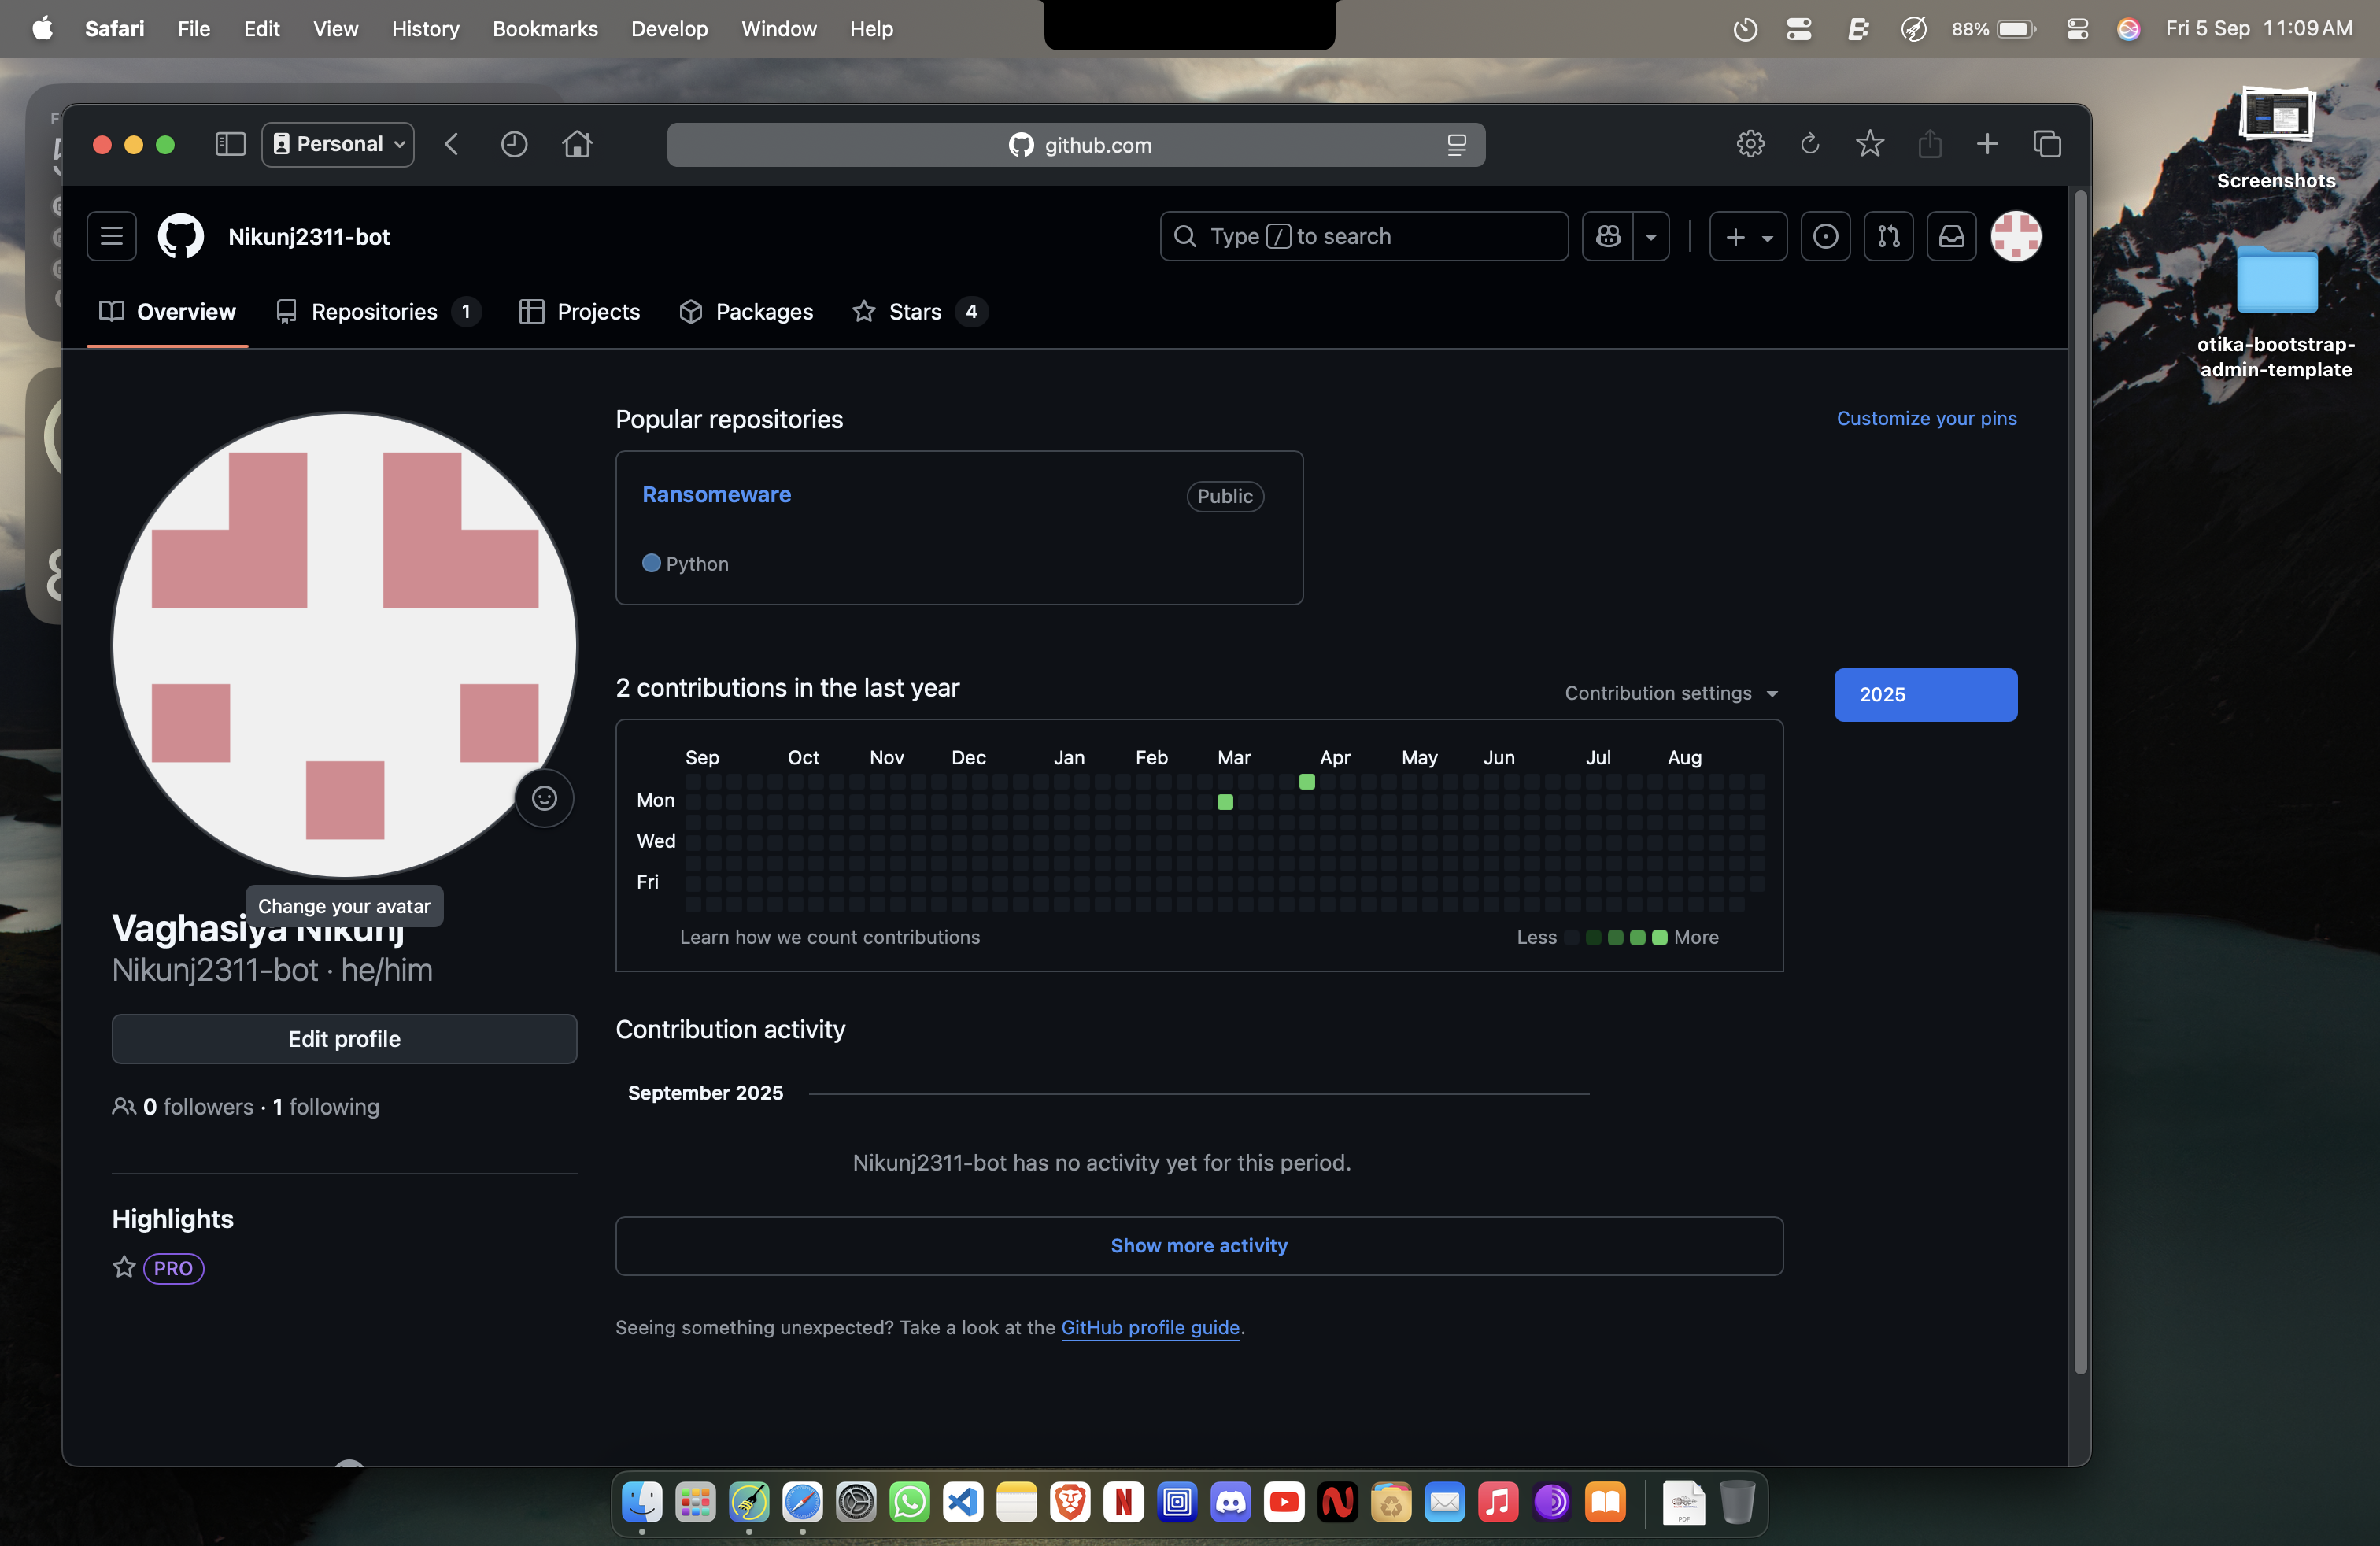 Safari File Edit View History Bookmarks Develop Window Help 88% Fri 5 Sep 11:09 AM
Personal github.com
Screenshots
Nikunj2311-bot Type / to search
Overview Repositories 1 Projects Packages Stars 4
otika-bootstrap-
admin-template
Popular repositories Customize your pins
Ransomeware Public
Python
2 contributions in the last year Contribution settings 2025
Sep Oct Nov Dec Jan Feb Mar Apr May Jun Jul Aug
Mon
Wed
Fri
Learn how we count contributions Less More
Change your avatar
Vaghasiya Nikunj
Nikunj2311-bot · he/him
Edit profile
0 followers · 1 following
Highlights
PRO
Contribution activity
September 2025
Nikunj2311-bot has no activity yet for this period.
Show more activity
Seeing something unexpected? Take a look at the GitHub profile guide.
PDF